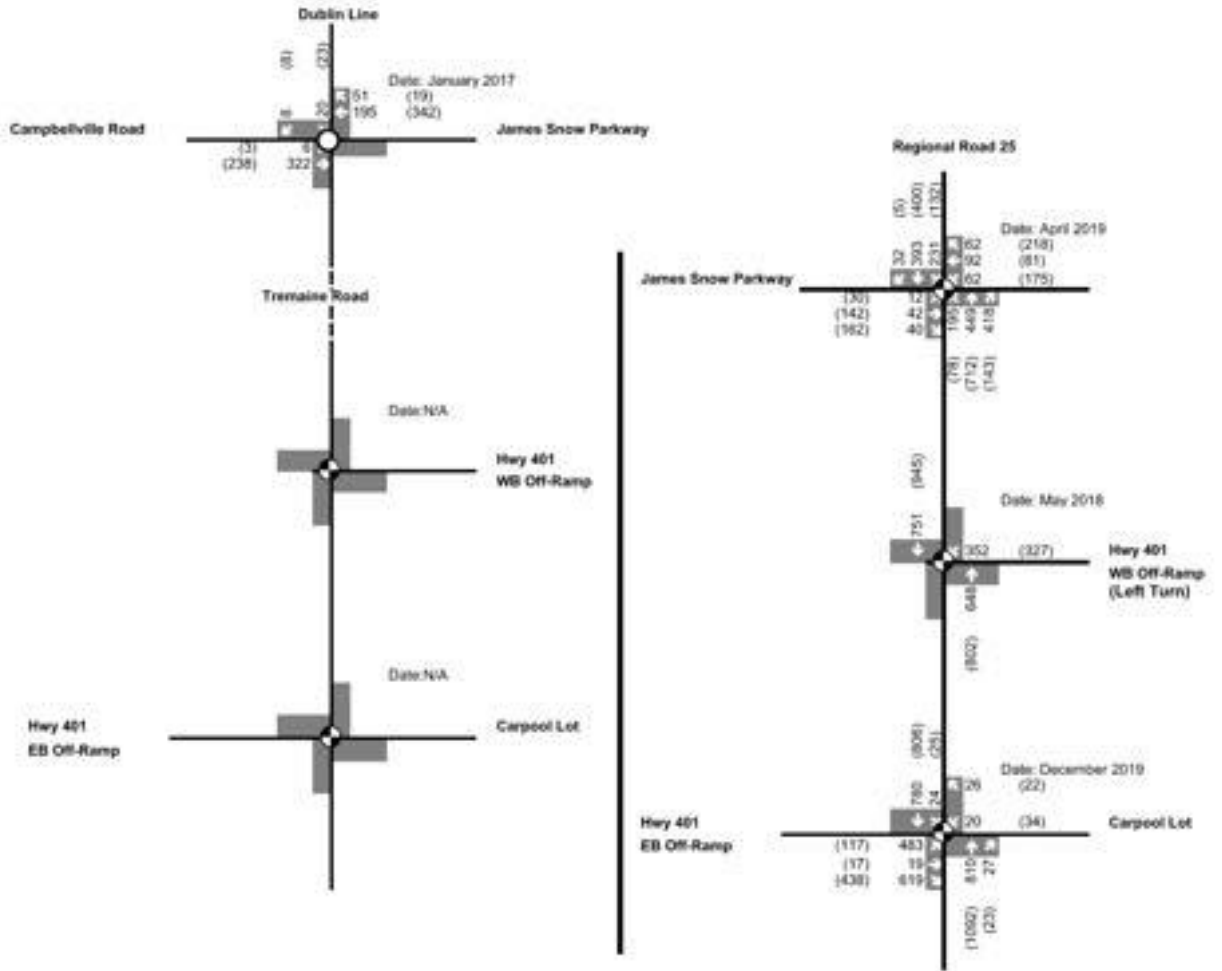 Dublin Line
(8) (23)
Date: January 2017
51 (19)
8 20 195 (342)
Campbellville Road James Snow Parkway
(3) 6
(238) 322
Tremaine Road
Date:N/A
Hwy 401
WB Off-Ramp
Date:N/A
Hwy 401 Carpool Lot
EB Off-Ramp
Regional Road 25
(5) (400) (132)
Date: April 2019
32 393 231 62 (218)
92 (81)
James Snow Parkway 62 (175)
(30) 12
(142) 42 195 449 418
(162) 40
(78) (712) (143)
(945)
Date: May 2018
751
352 (327) Hwy 401
WB Off-Ramp
648 (Left Turn)
(802)
(806) (25)
Date: December 2019
780 24 26 (22)
Hwy 401 20 (34) Carpool Lot
EB Off-Ramp (117) 483
(17) 19 810 27
(438) 619
(1092) (23)